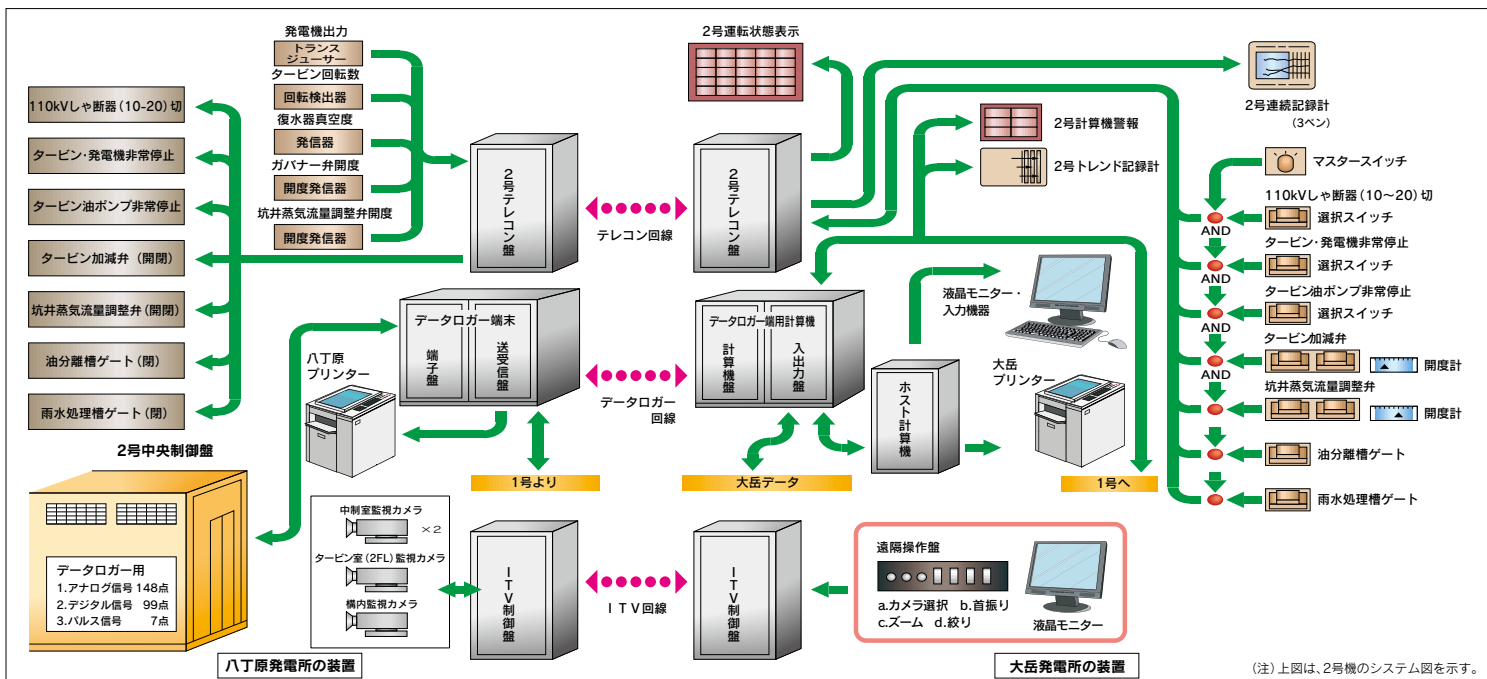 発電機出力
トランス
ジューサー
タービン回転数
回転検出器
復水器真空度
発信器
ガバナー弁開度
開度発信器
坑井蒸気流量調整弁開度
開度発信器
110kVしゃ断器(10-20)切
タービン・発電機非常停止
タービン油ポンプ非常停止
タービン加減弁(開閉)
坑井蒸気流量調整弁(開閉)
油分離槽ゲート(閉)
雨水処理槽ゲート(閉)
2号テレコン盤
テレコン回線
2号テレコン盤
2号運転状態表示
2号連続記録計
(3ペン)
2号計算機警報
2号トレンド記録計
マスタースイッチ
110kVしゃ断器(10~20)切
選択スイッチ
AND
タービン・発電機非常停止
選択スイッチ
AND
タービン油ポンプ非常停止
選択スイッチ
AND
タービン加減弁
開度計
AND
坑井蒸気流量調整弁
開度計
油分離槽ゲート
雨水処理槽ゲート
データロガー端末
端子盤
送受信盤
データロガー
回線
データロガー端用計算機
計算機盤
入出力盤
液晶モニター・
入力機器
ホスト計算機
大岳
プリンター
八丁原
プリンター
1号より
大岳データ
1号へ
2号中央制御盤
データロガー用
1.アナログ信号 148点
2.デジタル信号 99点
3.パルス信号 7点
中制室監視カメラ
×2
タービン室(2FL)監視カメラ
構内監視カメラ
ITV制御盤
ITV回線
ITV制御盤
遠隔操作盤
a.カメラ選択 b.首振り
c.ズーム d.絞り
液晶モニター
八丁原発電所の装置
大岳発電所の装置
(注)上図は、2号機のシステム図を示す。